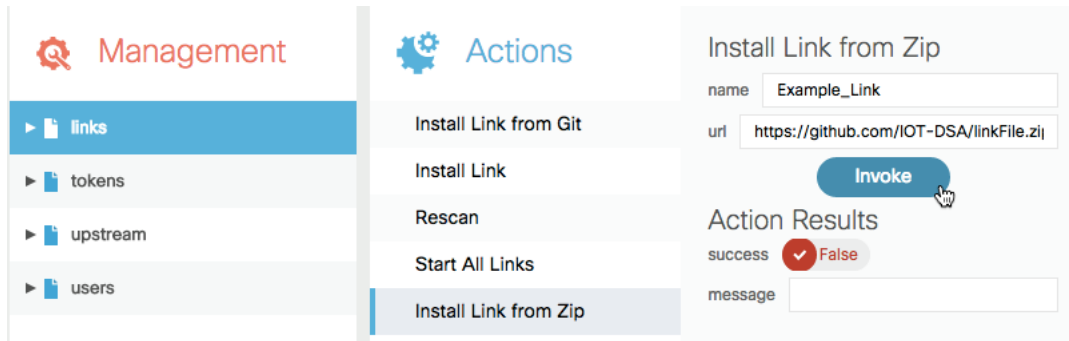 Management
links
tokens
upstream
users
Actions
Install Link from Git
Install Link
Rescan
Start All Links
Install Link from Zip
Install Link from Zip
name Example_Link
url https://github.com/IOT-DSA/linkFile.zip
Invoke
Action Results
success False
message